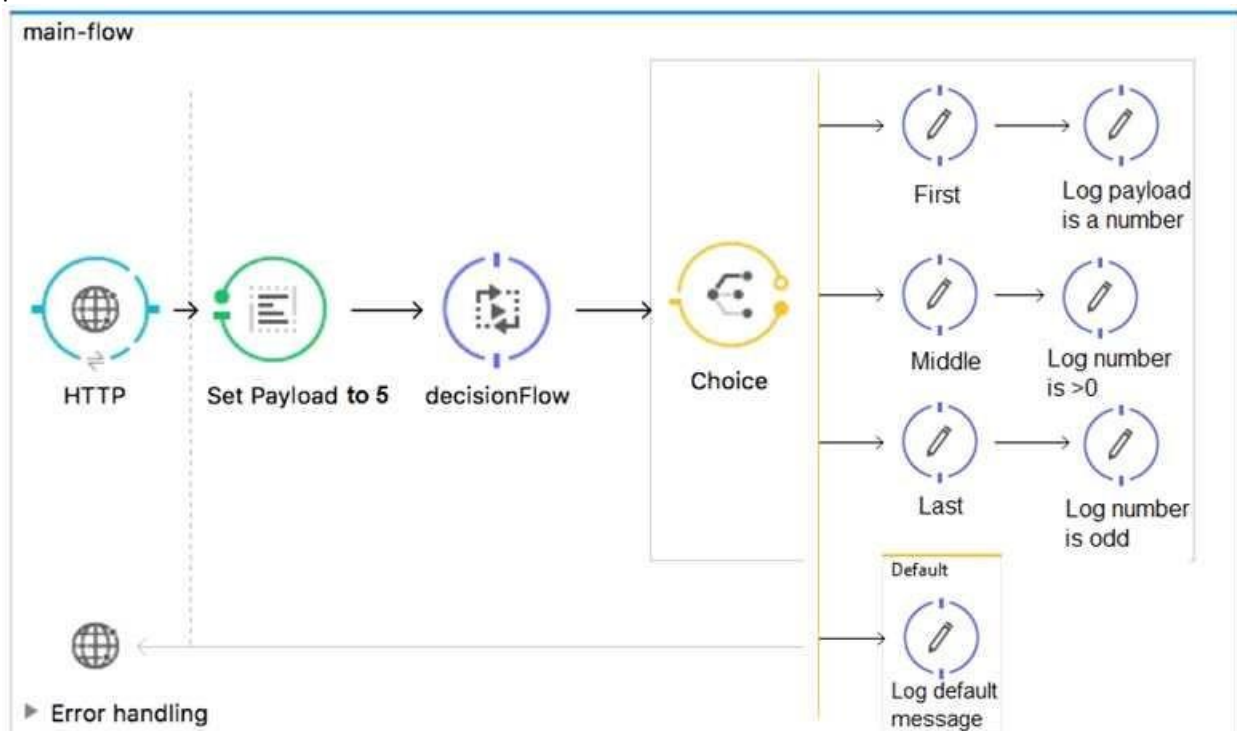 main-flow
First
Log payload
is a number
HTTP
Set Payload to 5
decisionFlow
Choice
Middle
Log number
is >0
Last
Log number
is odd
Default
Log default
message
Error handling